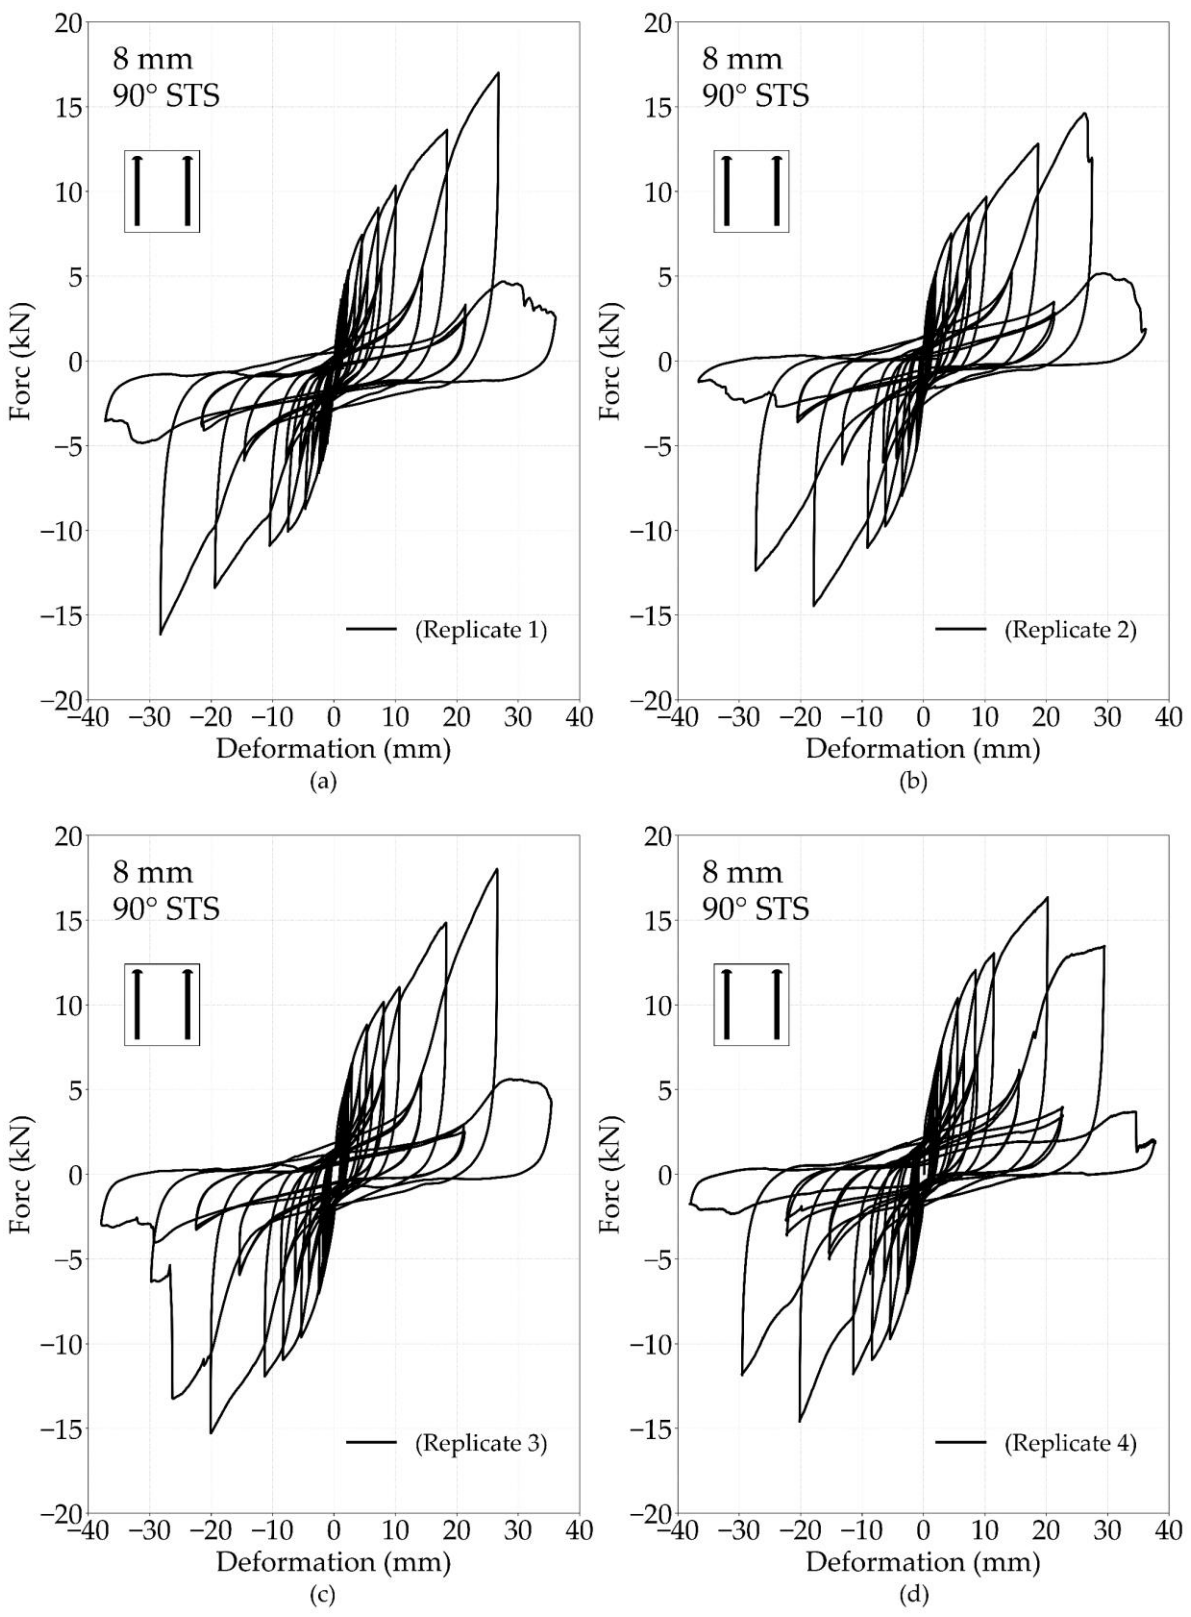 20
15
10
5
0
−5
−10
−15
−20
Forc (kN)
8 mm
90° STS
(Replicate 1)
−40 −30 −20 −10 0 10 20 30 40
Deformation (mm)
(a)
20
15
10
5
0
−5
−10
−15
−20
Forc (kN)
8 mm
90° STS
(Replicate 2)
−40 −30 −20 −10 0 10 20 30 40
Deformation (mm)
(b)
20
15
10
5
0
−5
−10
−15
−20
Forc (kN)
8 mm
90° STS
(Replicate 3)
−40 −30 −20 −10 0 10 20 30 40
Deformation (mm)
(c)
20
15
10
5
0
−5
−10
−15
−20
Forc (kN)
8 mm
90° STS
(Replicate 4)
−40 −30 −20 −10 0 10 20 30 40
Deformation (mm)
(d)